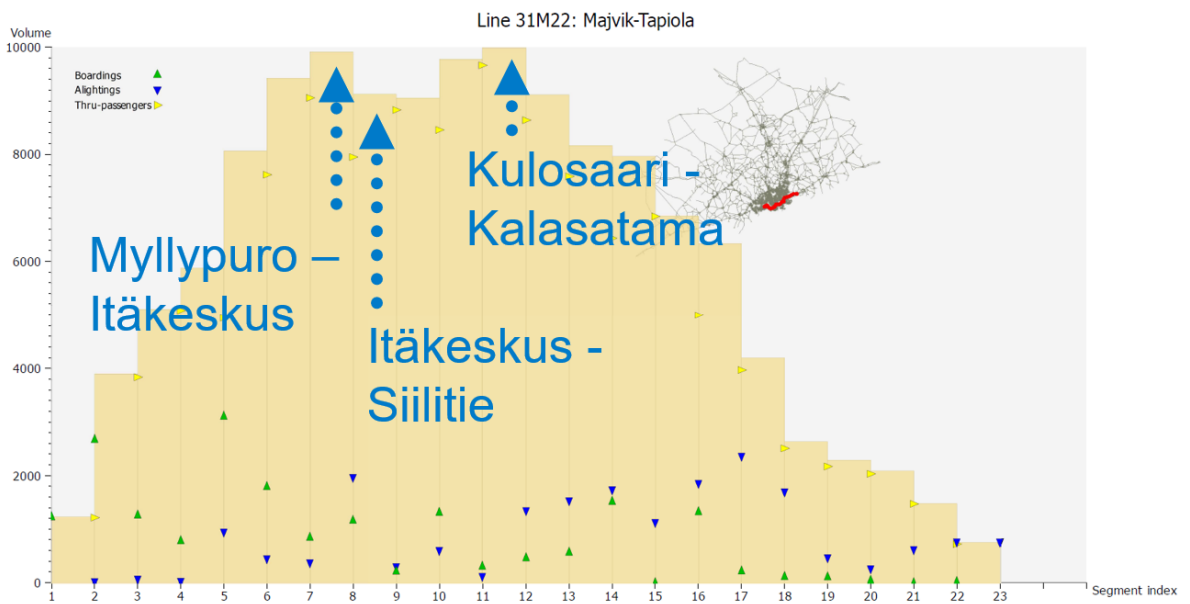 Line 31M22: Majvik-Tapiola
Volume
10000
8000
6000
4000
2000
0
Boardings
Alightings
Thru-passengers
Myllypuro –
Itäkeskus
Itäkeskus -
Siilitie
Kulosaari -
Kalasatama
1 2 3 4 5 6 7 8 9 10 11 12 13 14 15 16 17 18 19 20 21 22 23
Segment index